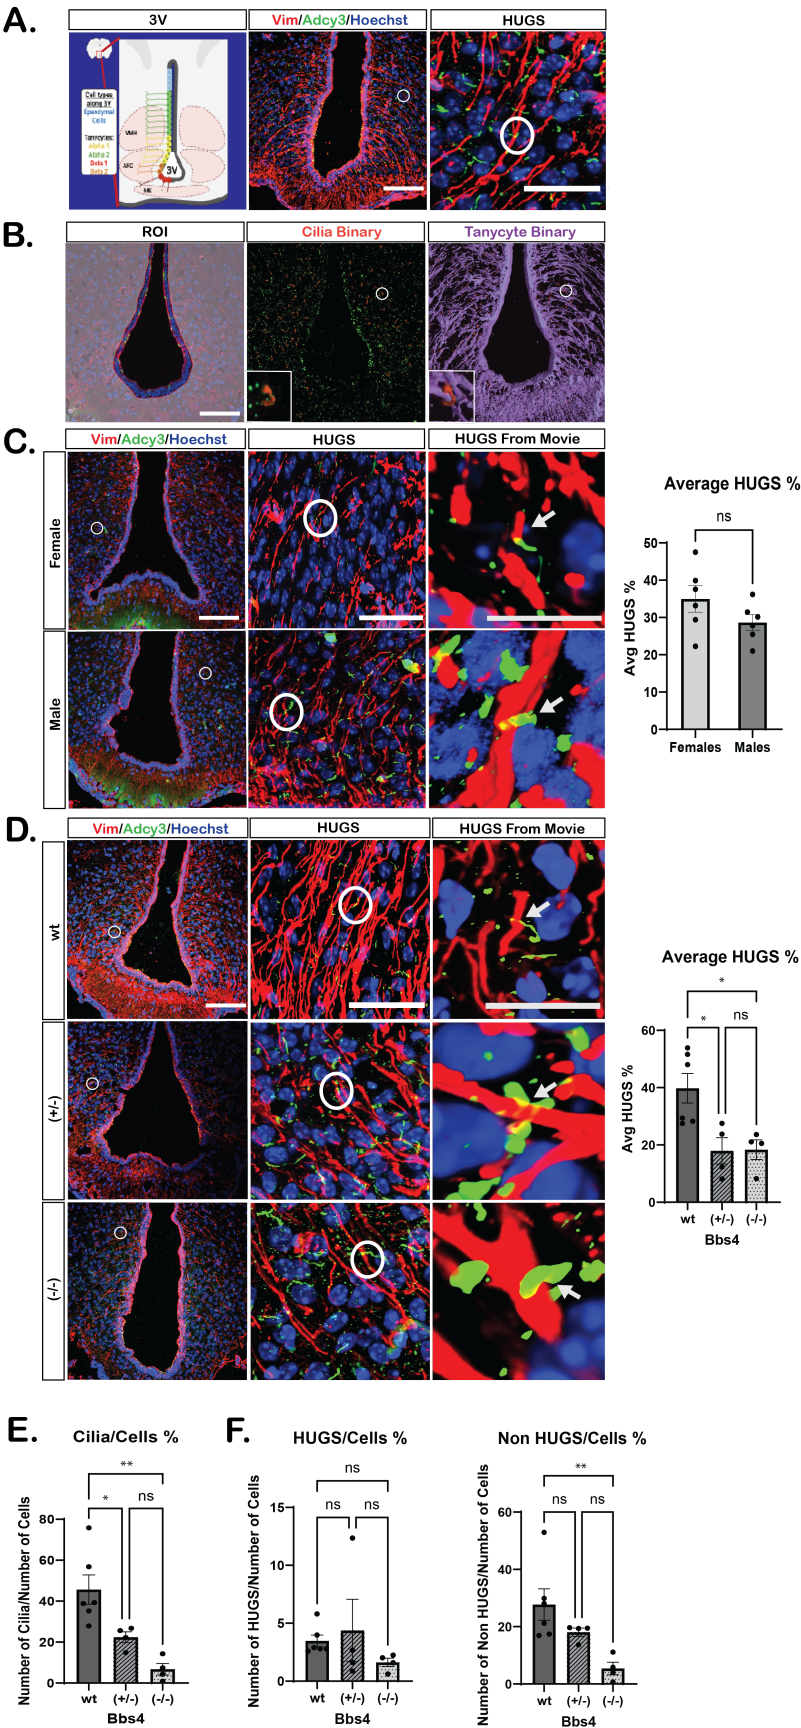 A.
3V
Vim/Adcy3/Hoechst
HUGS
Cell types
along 3V
Ependymal
Cells
Tanycytes:
Alpha 1
Alpha 2
Beta 1
Beta 2
VMH
ARC
3V
ME
B.
ROI
Cilia Binary
Tanycyte Binary
C.
Vim/Adcy3/Hoechst
HUGS
HUGS From Movie
Female
Male
Average HUGS %
ns
Avg HUGS %
50
40
30
20
10
0
Females
Males
D.
Vim/Adcy3/Hoechst
HUGS
HUGS From Movie
wt
(+/-)
(-/-)
Average HUGS %
*
*
ns
Avg HUGS %
60
40
20
0
wt
(+/-)
(-/-)
Bbs4
E.
Cilia/Cells %
**
*
ns
Number of Cilia/Number of Cells
80
60
40
20
0
wt
(+/-)
(-/-)
Bbs4
F.
HUGS/Cells %
ns
ns
ns
Number of HUGS/Number of Cells
15
10
5
0
wt
(+/-)
(-/-)
Bbs4
Non HUGS/Cells %
**
ns
ns
Number of Non HUGS/Number of Cells
60
40
20
0
wt
(+/-)
(-/-)
Bbs4